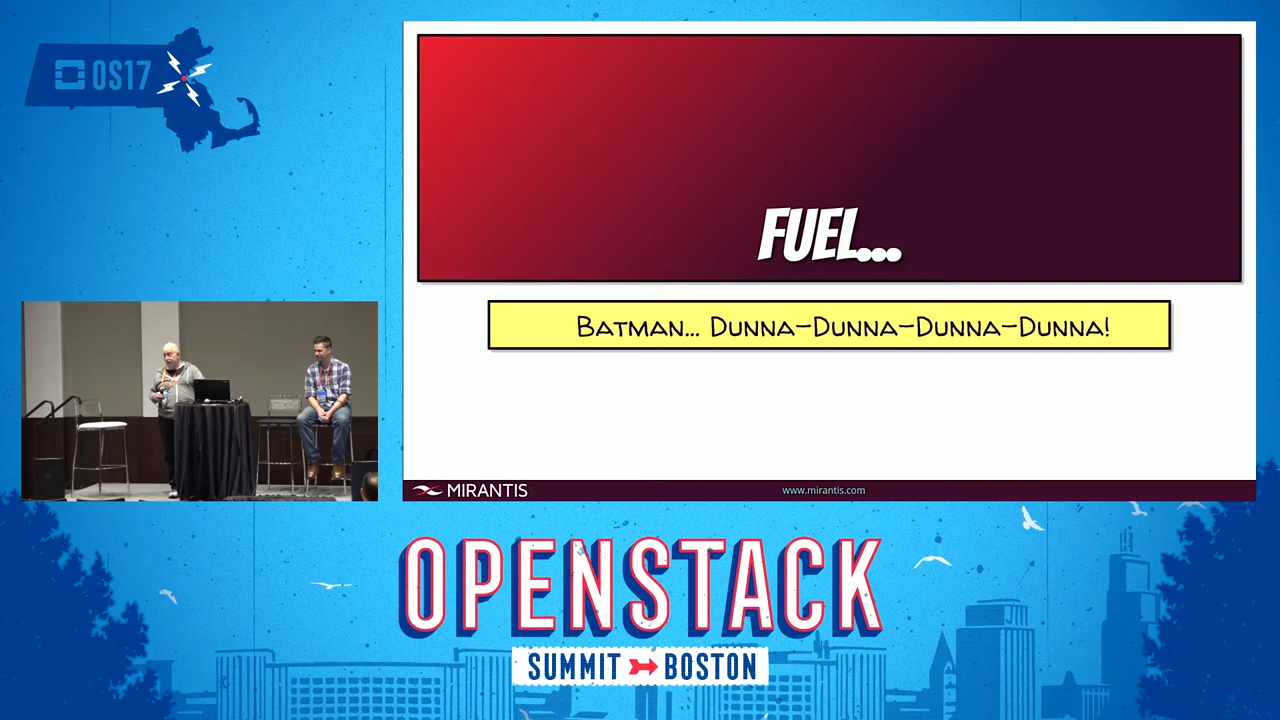 OS17
FUEL...
BATMAN... DUNNA-DUNNA-DUNNA-DUNNA!
MIRANTIS
www.mirantis.com
OPENSTACK
SUMMIT BOSTON